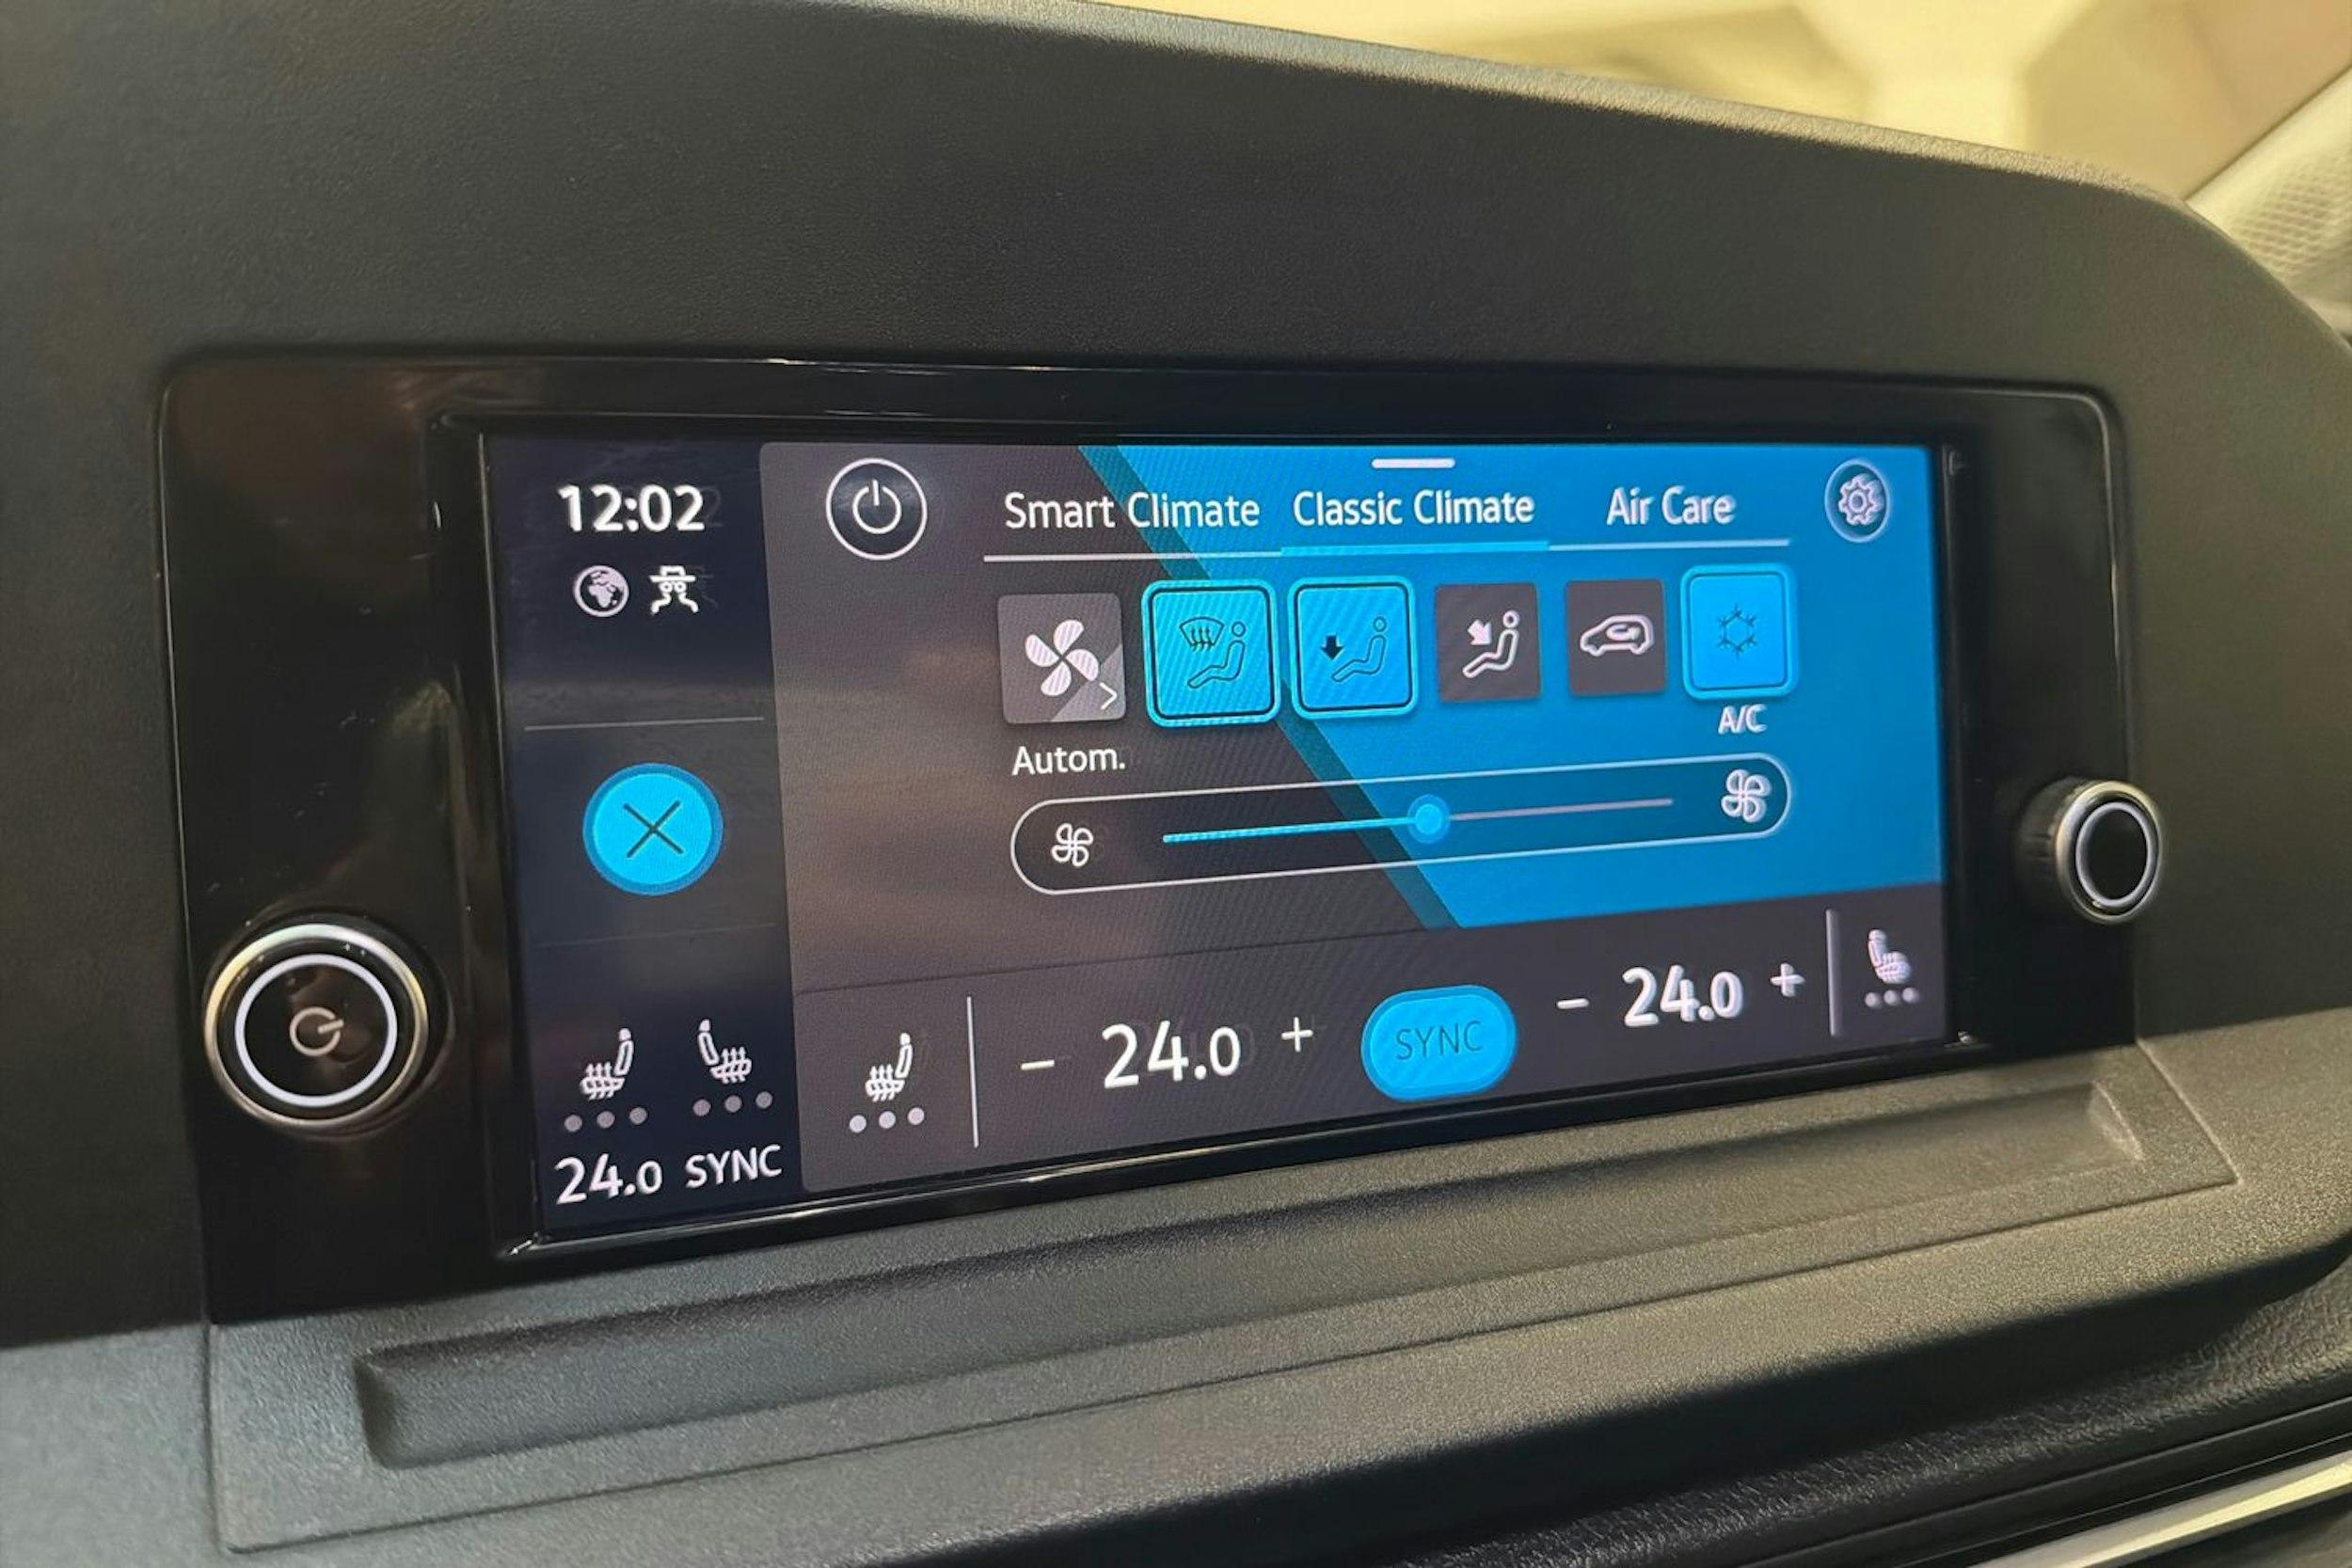 12:02
Smart Climate Classic Climate Air Care
A/C
Autom.
- 24.0 + SYNC - 24.0 +
24.0 SYNC